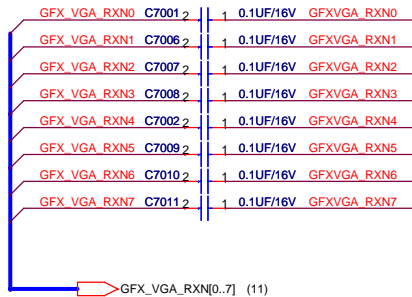 GFX_VGA_RXN0 C7001 2 1 0.1UF/16V GFXVGA_RXN0
GFX_VGA_RXN1 C7006 2 1 0.1UF/16V GFXVGA_RXN1
GFX_VGA_RXN2 C7007 2 1 0.1UF/16V GFXVGA_RXN2
GFX_VGA_RXN3 C7008 2 1 0.1UF/16V GFXVGA_RXN3
GFX_VGA_RXN4 C7002 2 1 0.1UF/16V GFXVGA_RXN4
GFX_VGA_RXN5 C7009 2 1 0.1UF/16V GFXVGA_RXN5
GFX_VGA_RXN6 C7010 2 1 0.1UF/16V GFXVGA_RXN6
GFX_VGA_RXN7 C7011 2 1 0.1UF/16V GFXVGA_RXN7
GFX_VGA_RXN[0..7] (11)